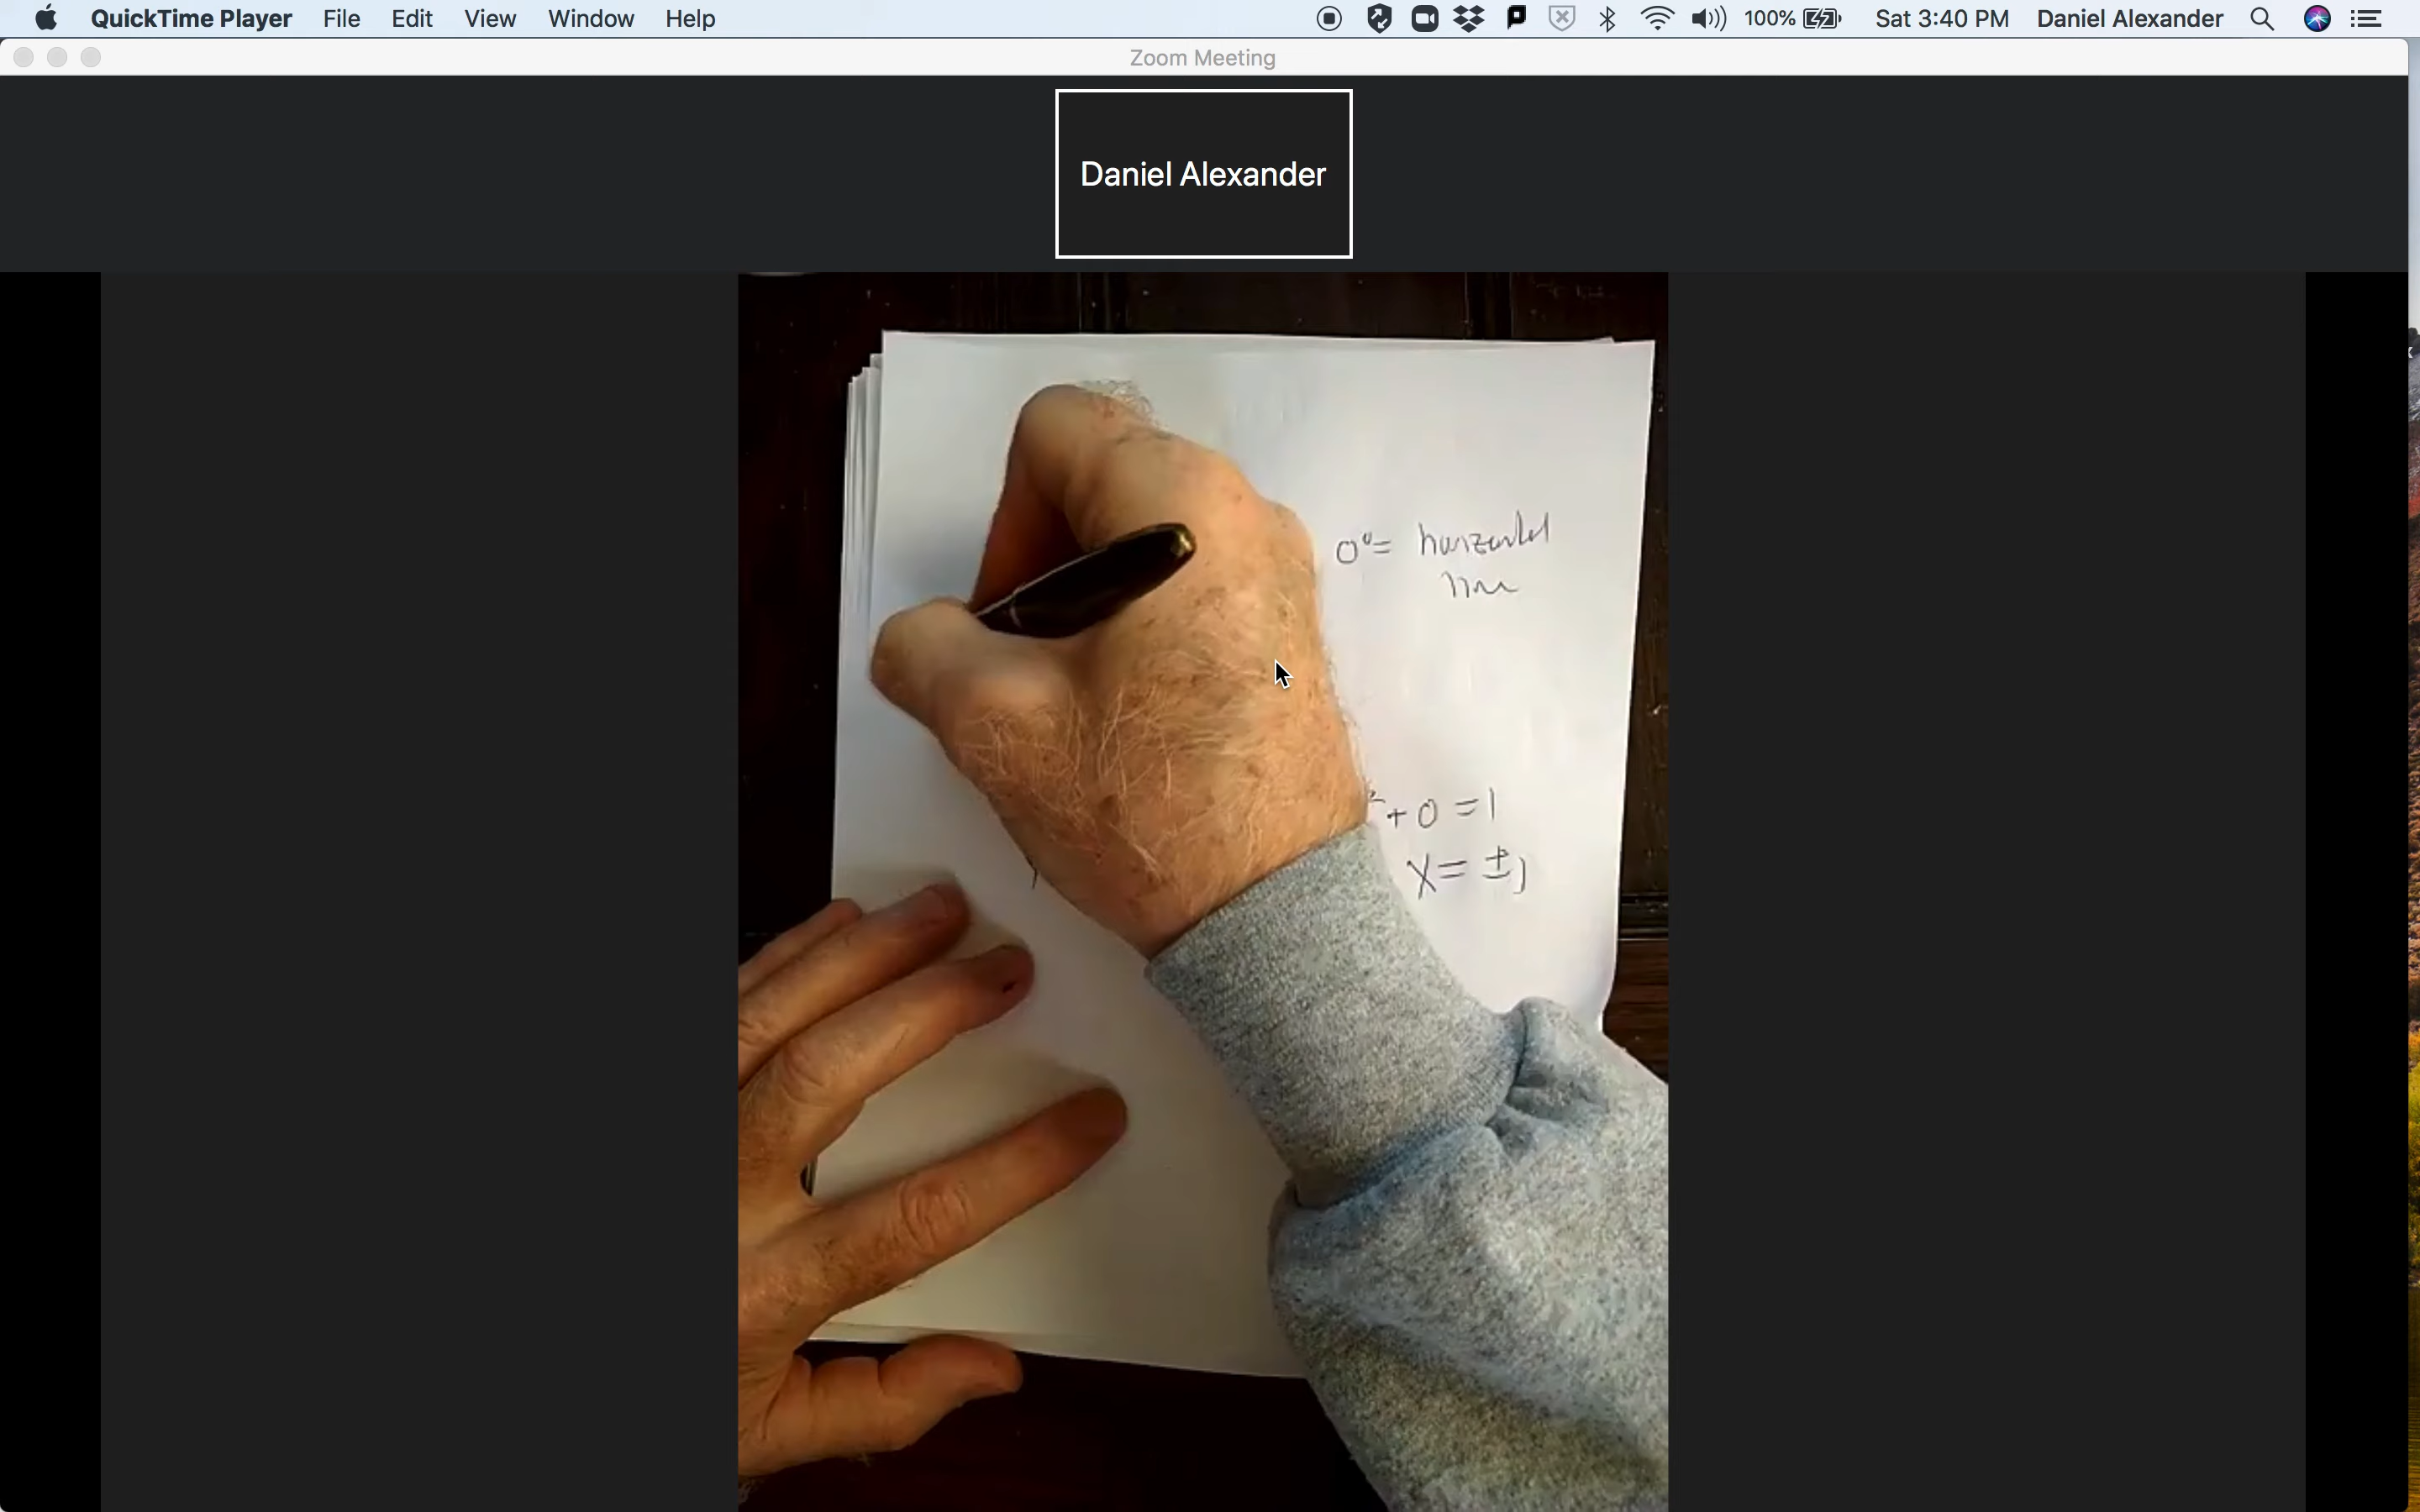 QuickTime Player File Edit View Window Help 100% Sat 3:40 PM Daniel Alexander
Zoom Meeting
Daniel Alexander
0°= horizontal
line
²+0=1
x=±1